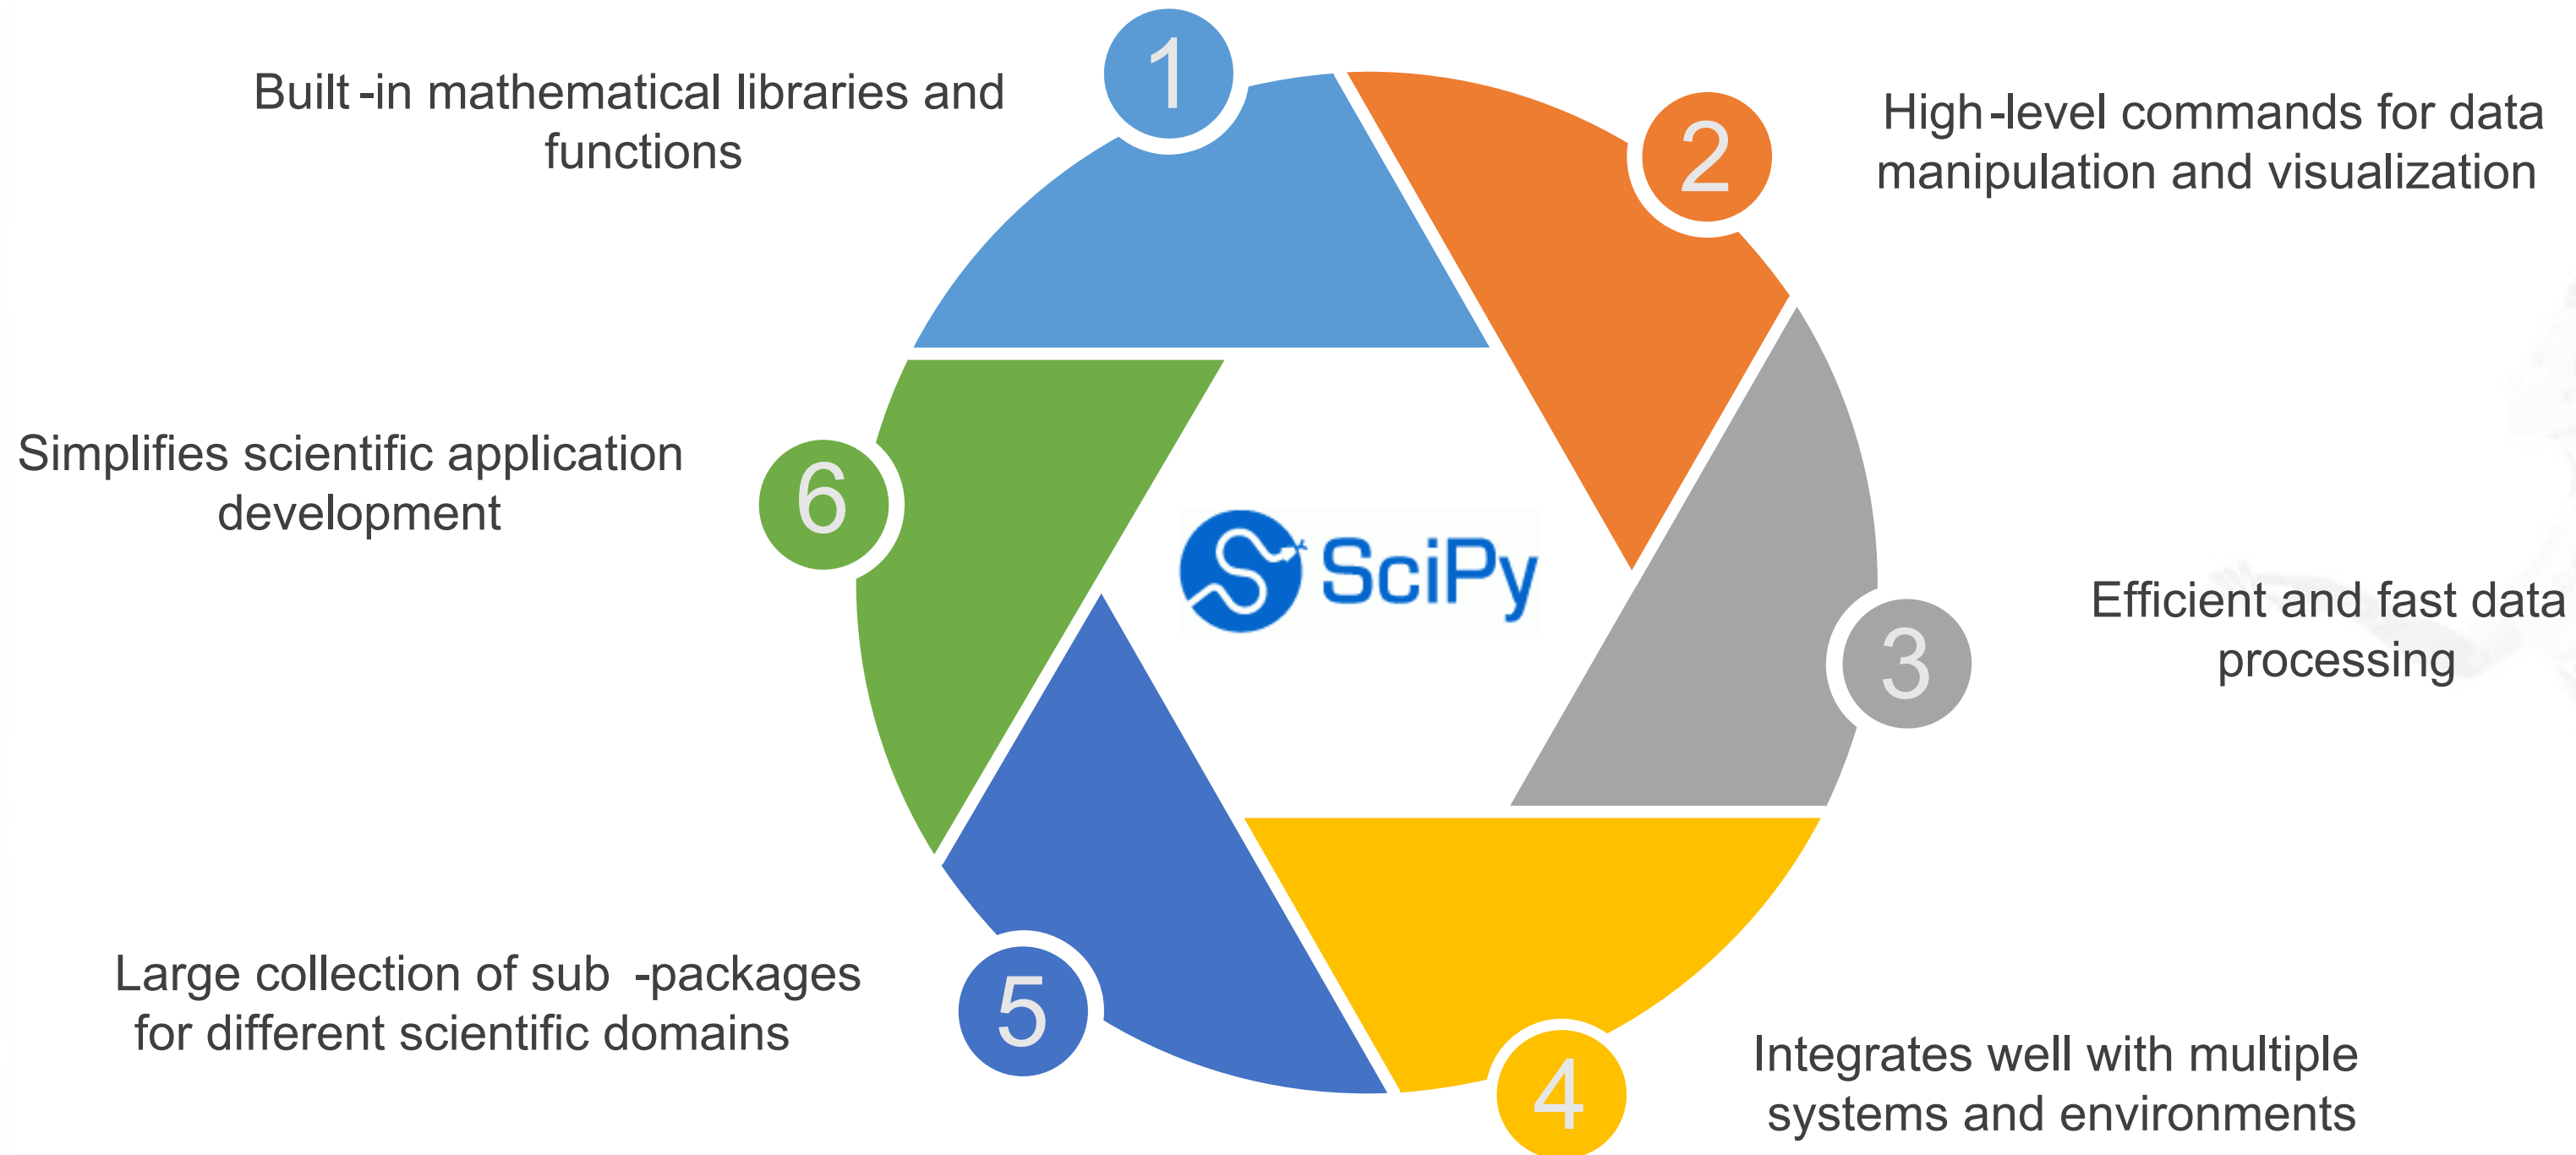 1
Built-in mathematical libraries and
functions
2
High-level commands for data
manipulation and visualization
3
Efficient and fast data
processing
4
Integrates well with multiple
systems and environments
5
Large collection of sub -packages
for different scientific domains
6
Simplifies scientific application
development
SciPy